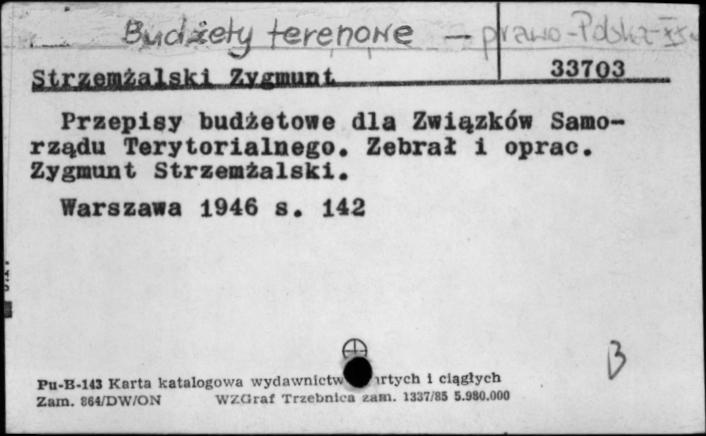 Budżety terenowe — prawo-Polska-XX w
Strzemżalski Zygmunt 33703
Przepisy budżetowe dla Związków Samo-
rządu Terytorialnego. Zebrał i oprac.
Zygmunt Strzemżalski.
Warszawa 1946 s. 142
B
Pu-B-143 Karta katalogowa wydawnictw rtych i ciągłych
Zam. 864/DW/ON WZGraf Trzebnica zam. 1337/85 5.980.000